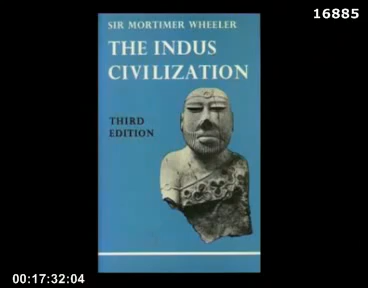 16885
SIR MORTIMER WHEELER
THE INDUS
CIVILIZATION
THIRD
EDITION
00:17:32:04